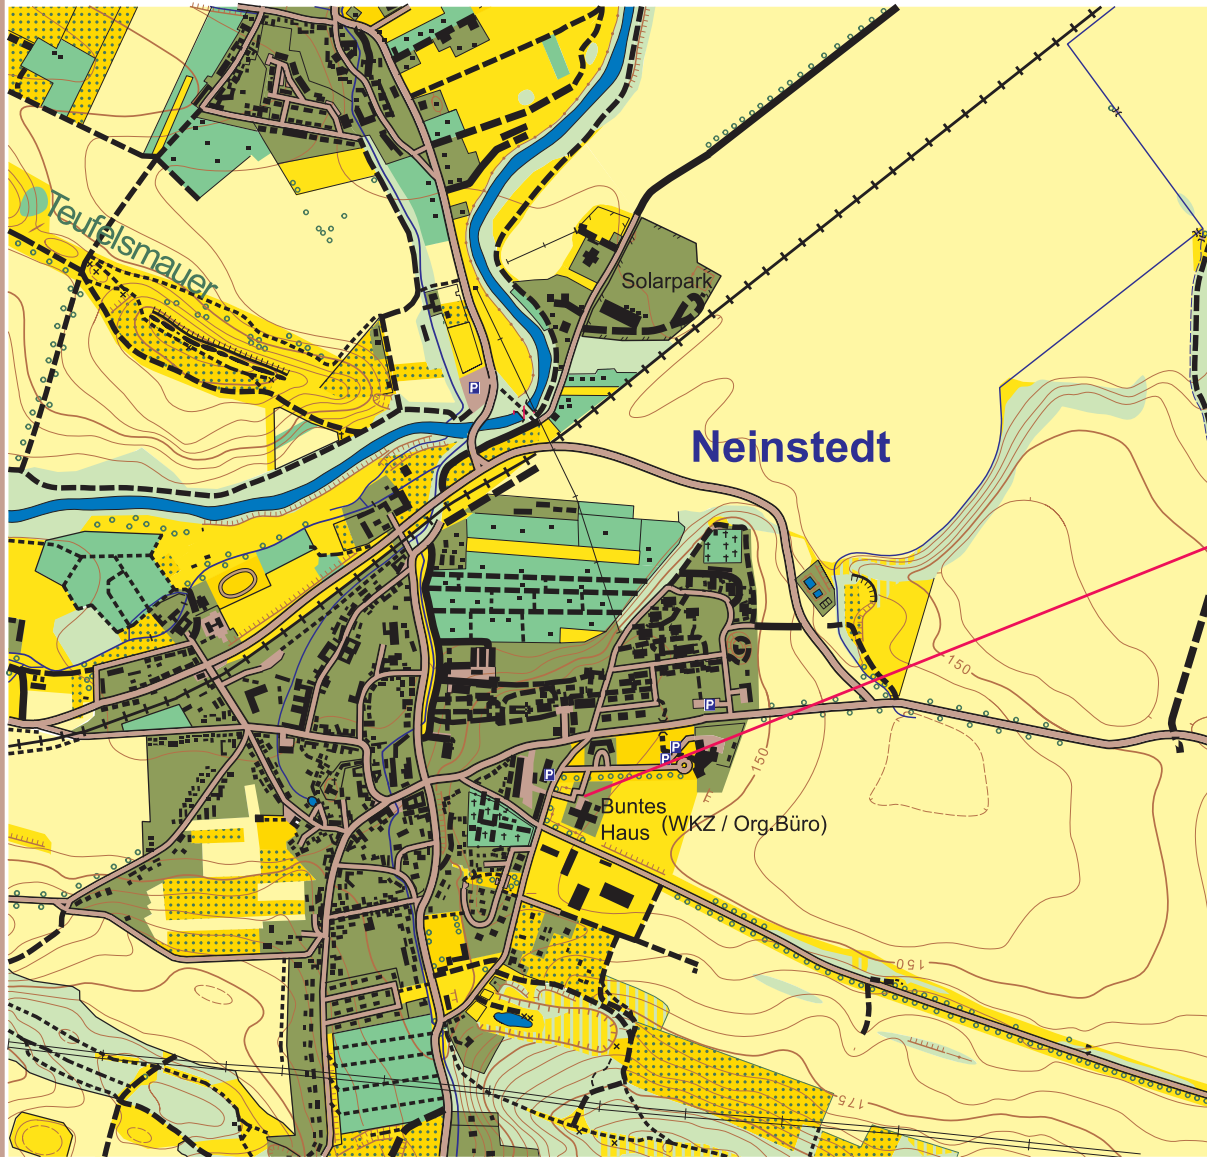 Teufelsmauer
Solarpark
P
Neinstedt
150
P
P
P
P
150
Buntes
Haus (WKZ / Org.Büro)
150
175